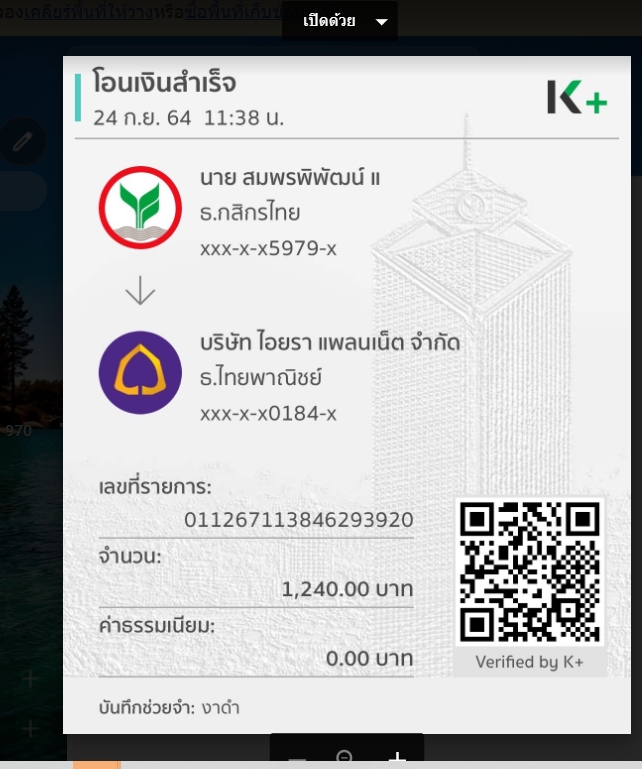 เคลียร์พื้นที่ให้ว่างหรือซื้อพื้นที่เก็บ
เปิดด้วย
โอนเงินสำเร็จ
24 ก.ย. 64 11:38 น.
K+
นาย สมพรพิพัฒน์ แ
ธ.กสิกรไทย
xxx-x-x5979-x
บริษัท ไอยรา แพลนเน็ต จำกัด
ธ.ไทยพาณิชย์
xxx-x-x0184-x
970
เลขที่รายการ:
011267113846293920
จำนวน:
1,240.00 บาท
ค่าธรรมเนียม:
0.00 บาท
Verified by K+
บันทึกช่วยจำ: งาดำ